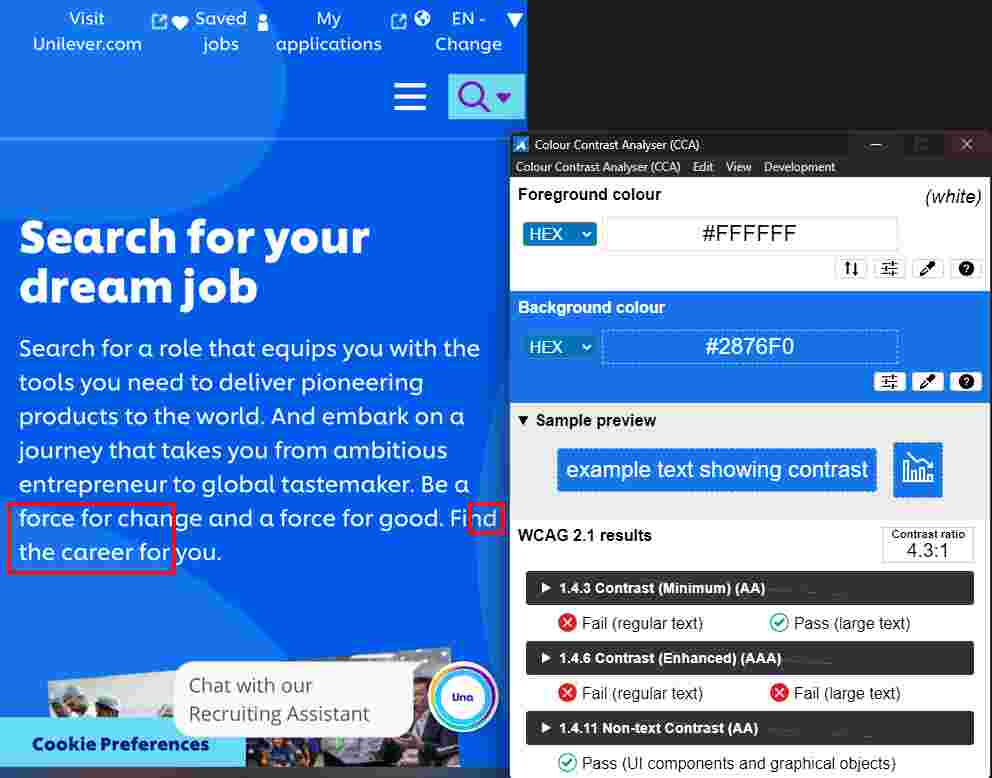 Visit
Unilever.com
Saved
jobs
My
applications
EN -
Change
Search for your
dream job
Search for a role that equips you with the
tools you need to deliver pioneering
products to the world. And embark on a
journey that takes you from ambitious
entrepreneur to global tastemaker. Be a
force for change and a force for good. Find
the career for you.
Chat with our
Recruiting Assistant
Una
Cookie Preferences
Colour Contrast Analyser (CCA)
Colour Contrast Analyser (CCA) Edit View Development
Foreground colour (white)
HEX #FFFFFF
Background colour
HEX #2876F0
Sample preview
example text showing contrast
WCAG 2.1 results
Contrast ratio
4.3:1
1.4.3 Contrast (Minimum) (AA)
Fail (regular text) Pass (large text)
1.4.6 Contrast (Enhanced) (AAA)
Fail (regular text) Fail (large text)
1.4.11 Non-text Contrast (AA)
Pass (UI components and graphical objects)